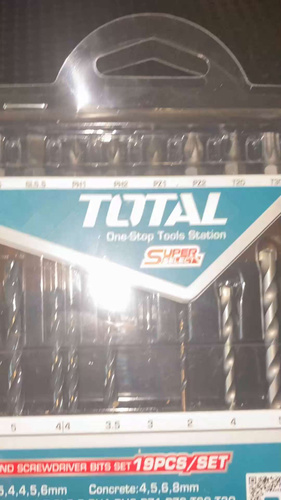 SL5.5 PH1 PH2 PZ1 PZ2 T20
TOTAL
One-Stop Tools Station
SUPER
5 4 4 3.5 3 2 4
ND SCREWDRIVER BITS SET 19PCS/SET
5,4,4,5,6mm Concrete:4,5,6,8mm